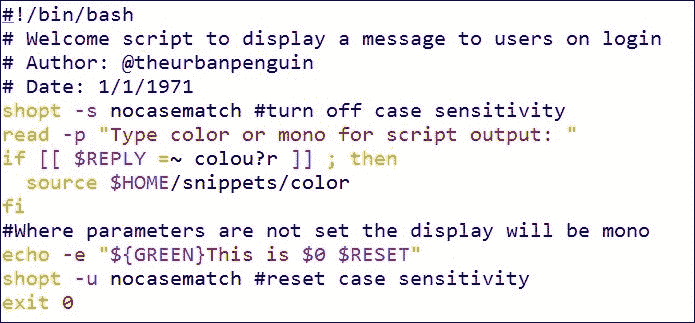 #!/bin/bash
# Welcome script to display a message to users on login
# Author: @theurbanpenguin
# Date: 1/1/1971
shopt -s nocasematch #turn off case sensitivity
read -p "Type color or mono for script output: "
if [[ $REPLY =~ colou?r ]] ; then
  source $HOME/snippets/color
fi
#Where parameters are not set the display will be mono
echo -e "${GREEN}This is $0 $RESET"
shopt -u nocasematch #reset case sensitivity
exit 0